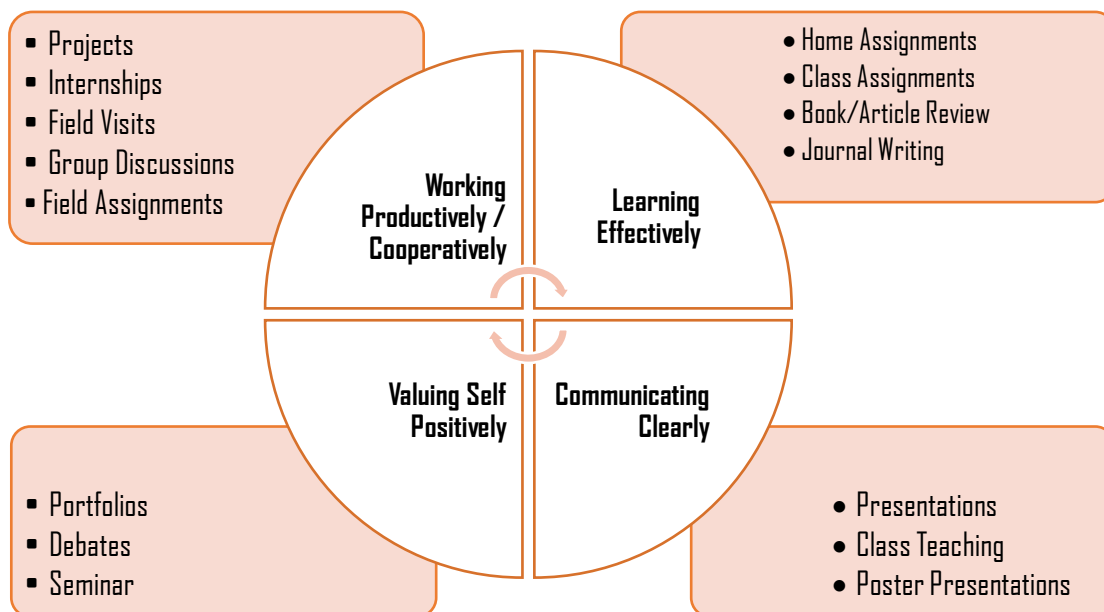 ▪ Projects
▪ Internships
▪ Field Visits
▪ Group Discussions
▪ Field Assignments
● Home Assignments
● Class Assignments
● Book/Article Review
● Journal Writing
Working
Productively /
Cooperatively
Learning
Effectively
Valuing Self
Positively
Communicating
Clearly
▪ Portfolios
▪ Debates
▪ Seminar
● Presentations
● Class Teaching
● Poster Presentations